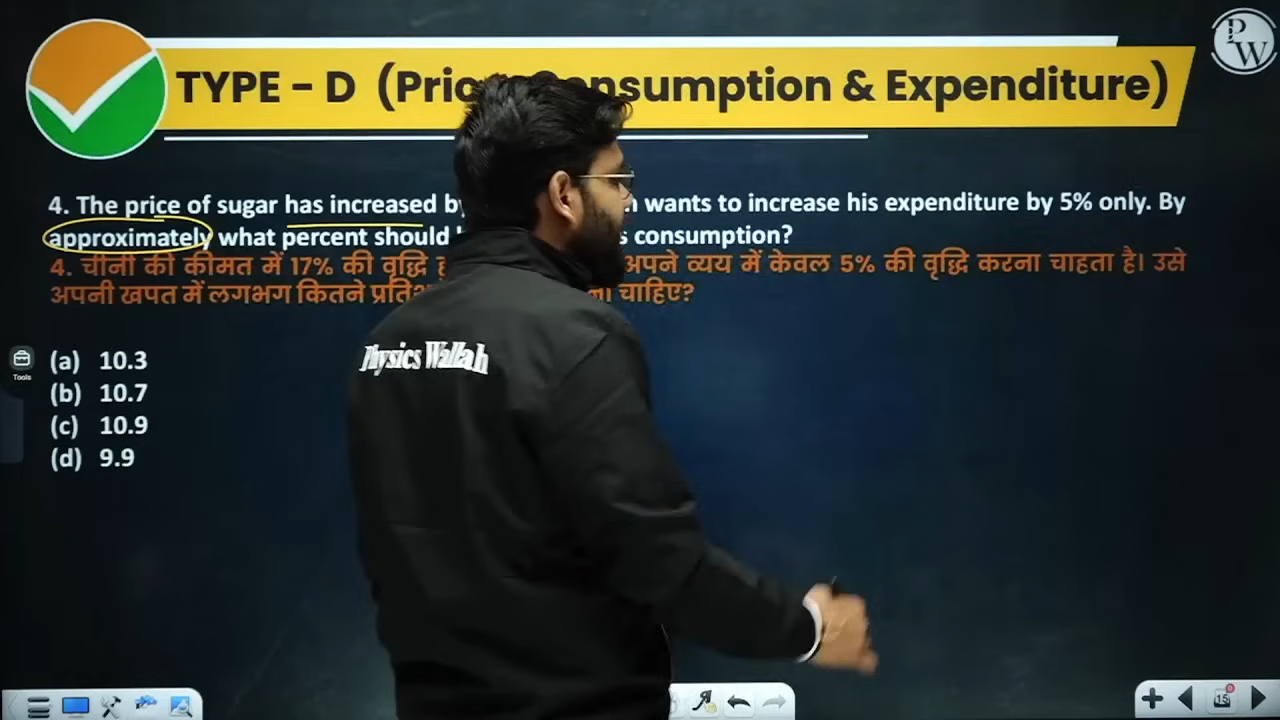 TYPE - D (Pric onsumption & Expenditure)
PW
4. The price of sugar has increased by wants to increase his expenditure by 5% only. By
approximately what percent should consumption?
4. चीनी की कीमत में 17% की वृद्धि अपने व्यय में केवल 5% की वृद्धि करना चाहता है। उसे
अपनी खपत में लगभग कितने चाहिए?
Physics Wallah
Tools
(a) 10.3
(b) 10.7
(c) 10.9
(d) 9.9
15